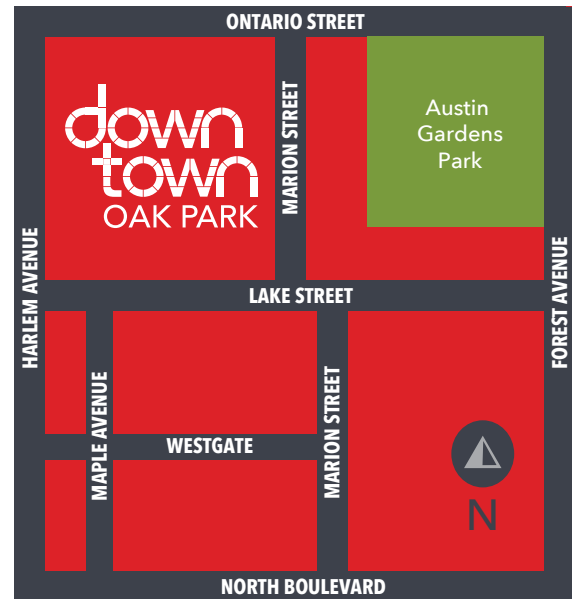 ONTARIO STREET
down
town
OAK PARK
MARION STREET
Austin
Gardens
Park
HARLEM AVENUE
LAKE STREET
FOREST AVENUE
MAPLE AVENUE
WESTGATE
MARION STREET
N
NORTH BOULEVARD